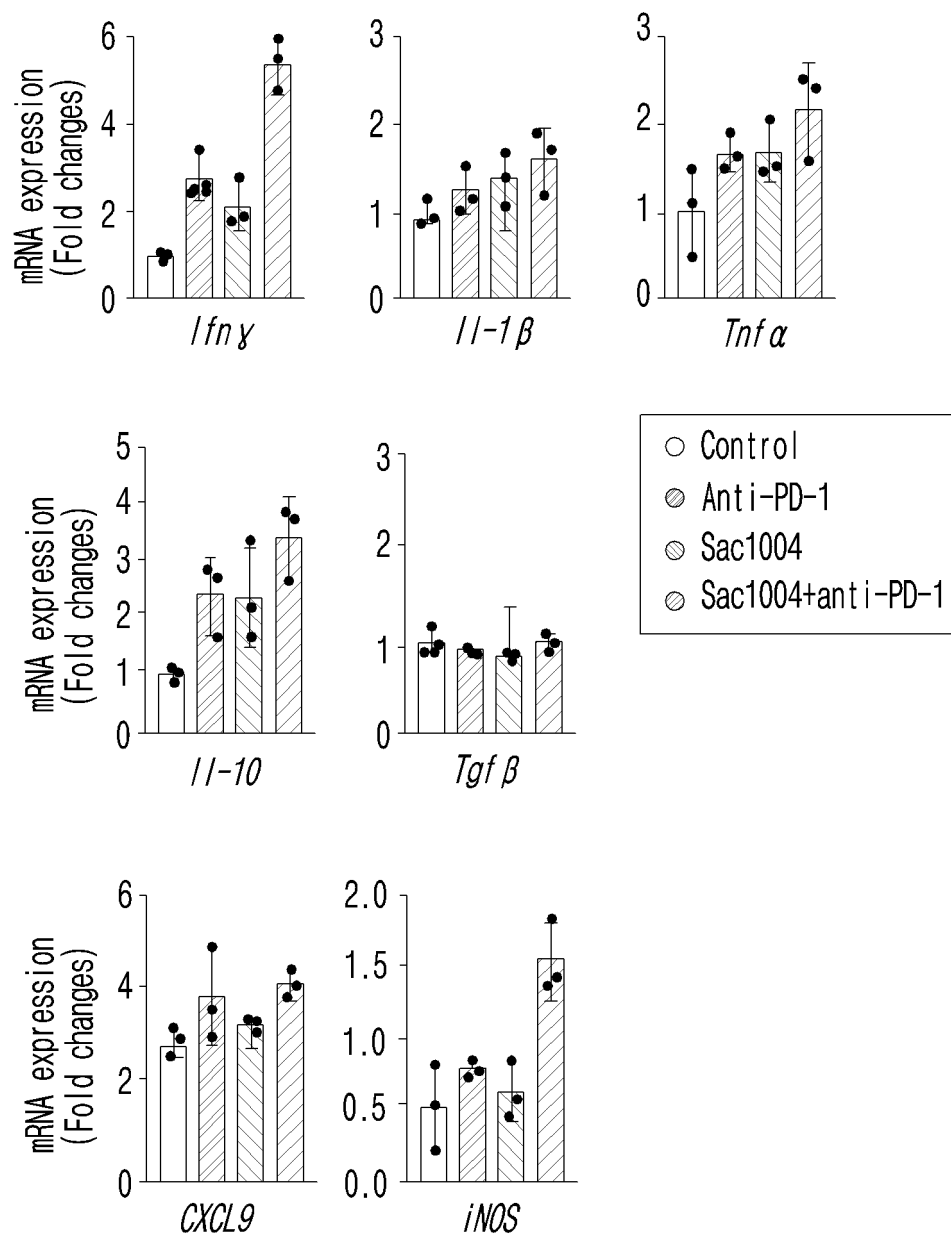 mRNA expression
(Fold changes)
6
4
2
0
Ifnγ
3
2
1
0
Il-1β
3
2
1
0
Tnfα
mRNA expression
(Fold changes)
5
4
3
2
1
0
Il-10
3
2
1
0
Tgfβ
Control
Anti-PD-1
Sac1004
Sac1004+anti-PD-1
mRNA expression
(Fold changes)
6
4
2
0
CXCL9
2.0
1.5
1.0
0.5
0.0
iNOS